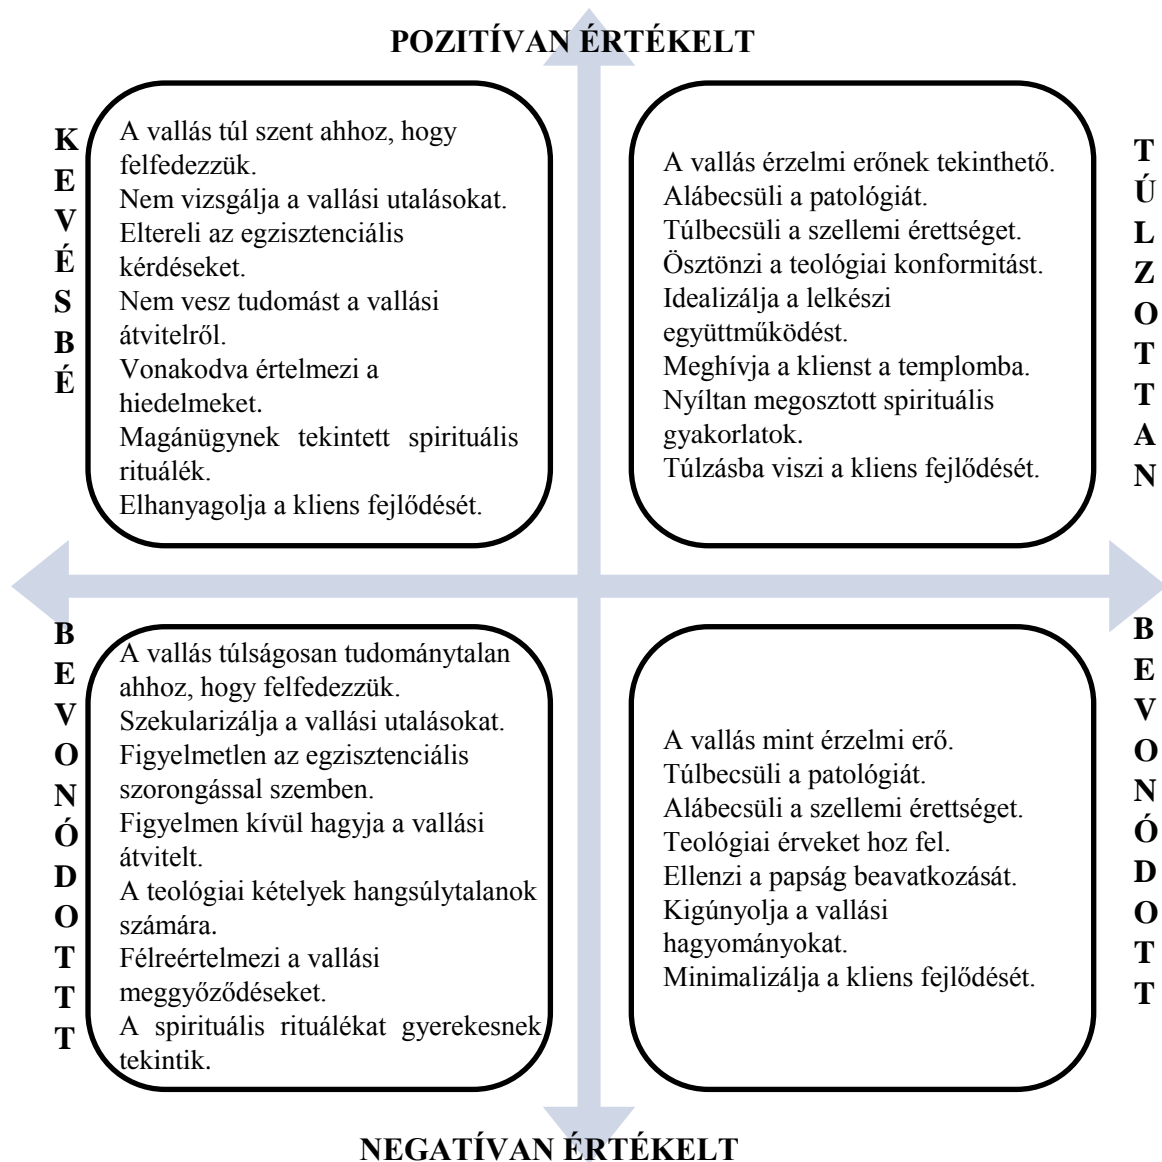 POZITÍVAN ÉRTÉKELT
KEVÉSBÉ
A vallás túl szent ahhoz, hogy
felfedezzük.
Nem vizsgálja a vallási utalásokat.
Eltereli az egzisztenciális
kérdéseket.
Nem vesz tudomást a vallási
átvitelről.
Vonakodva értelmezi a
hiedelmeket.
Magánügynek tekintett spirituális
rituálék.
Elhanyagolja a kliens fejlődését.
A vallás érzelmi erőnek tekinthető.
Alábecsüli a patológiát.
Túlbecsüli a szellemi érettséget.
Ösztönzi a teológiai konformitást.
Idealizálja a lelkészi
együttműködést.
Meghívja a klienst a templomba.
Nyíltan megosztott spirituális
gyakorlatok.
Túlzásba viszi a kliens fejlődését.
TÚLZOTTAN
BEVONÓDOTT
A vallás túlságosan tudománytalan
ahhoz, hogy felfedezzük.
Szekularizálja a vallási utalásokat.
Figyelmetlen az egzisztenciális
szorongással szemben.
Figyelmen kívül hagyja a vallási
átvitelt.
A teológiai kételyek hangsúlytalanok
számára.
Félreértelmezi a vallási
meggyőződéseket.
A spirituális rituálékat gyerekesnek
tekintik.
A vallás mint érzelmi erő.
Túlbecsüli a patológiát.
Alábecsüli a szellemi érettséget.
Teológiai érveket hoz fel.
Ellenzi a papság beavatkozását.
Kigúnyolja a vallási
hagyományokat.
Minimalizálja a kliens fejlődését.
BEVONÓDOTT
NEGATÍVAN ÉRTÉKELT